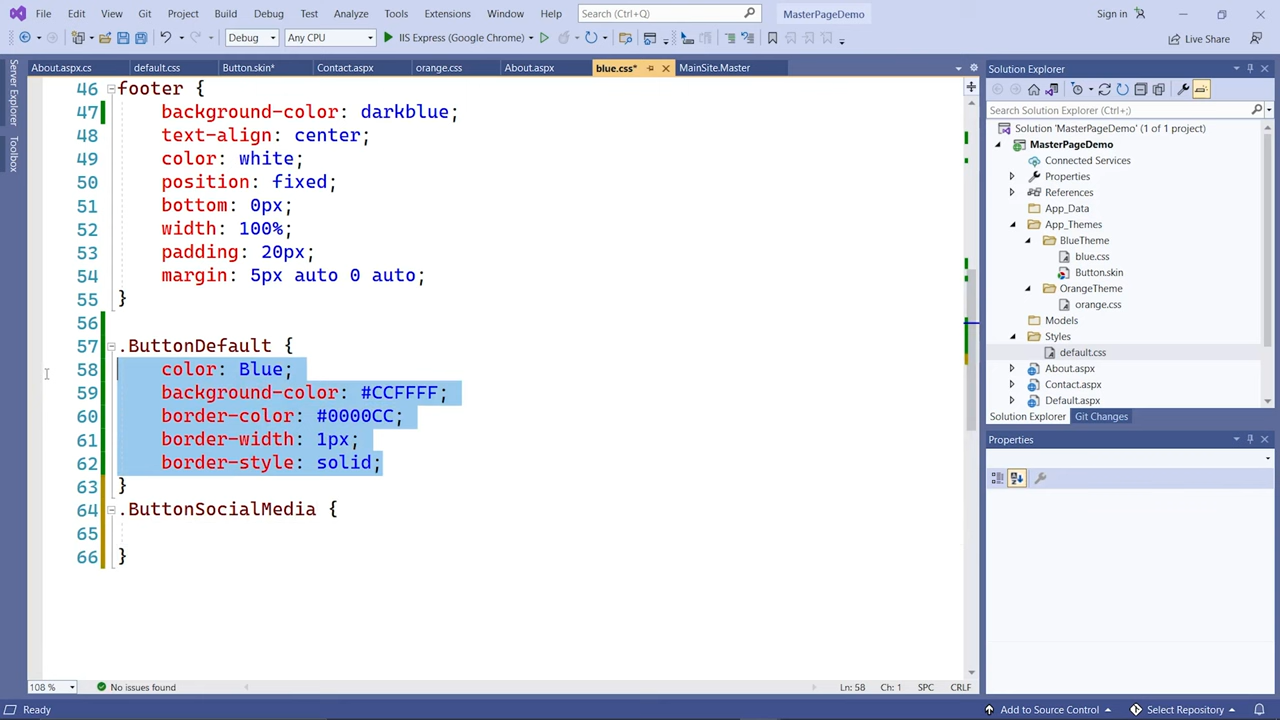 File Edit View Git Project Build Debug Test Analyze Tools Extensions Window Help Search (Ctrl+Q) MasterPageDemo Sign in
Debug Any CPU IIS Express (Google Chrome) Live Share
About.aspx.cs default.css Button.skin* Contact.aspx orange.css About.aspx blue.css* MainSite.Master
Server Explorer
Toolbox
46 footer {
47 background-color: darkblue;
48 text-align: center;
49 color: white;
50 position: fixed;
51 bottom: 0px;
52 width: 100%;
53 padding: 20px;
54 margin: 5px auto 0 auto;
55 }
56
57 .ButtonDefault {
58 color: Blue;
59 background-color: #CCFFFF;
60 border-color: #0000CC;
61 border-width: 1px;
62 border-style: solid;
63 }
64 .ButtonSocialMedia {
65
66 }
108 % No issues found Ln: 58 Ch: 1 SPC CRLF
Solution Explorer
Search Solution Explorer (Ctrl+;)
Solution 'MasterPageDemo' (1 of 1 project)
MasterPageDemo
Connected Services
Properties
References
App_Data
App_Themes
BlueTheme
blue.css
Button.skin
OrangeTheme
orange.css
Models
Styles
default.css
About.aspx
Contact.aspx
Default.aspx
Solution Explorer Git Changes
Properties
Ready Add to Source Control Select Repository